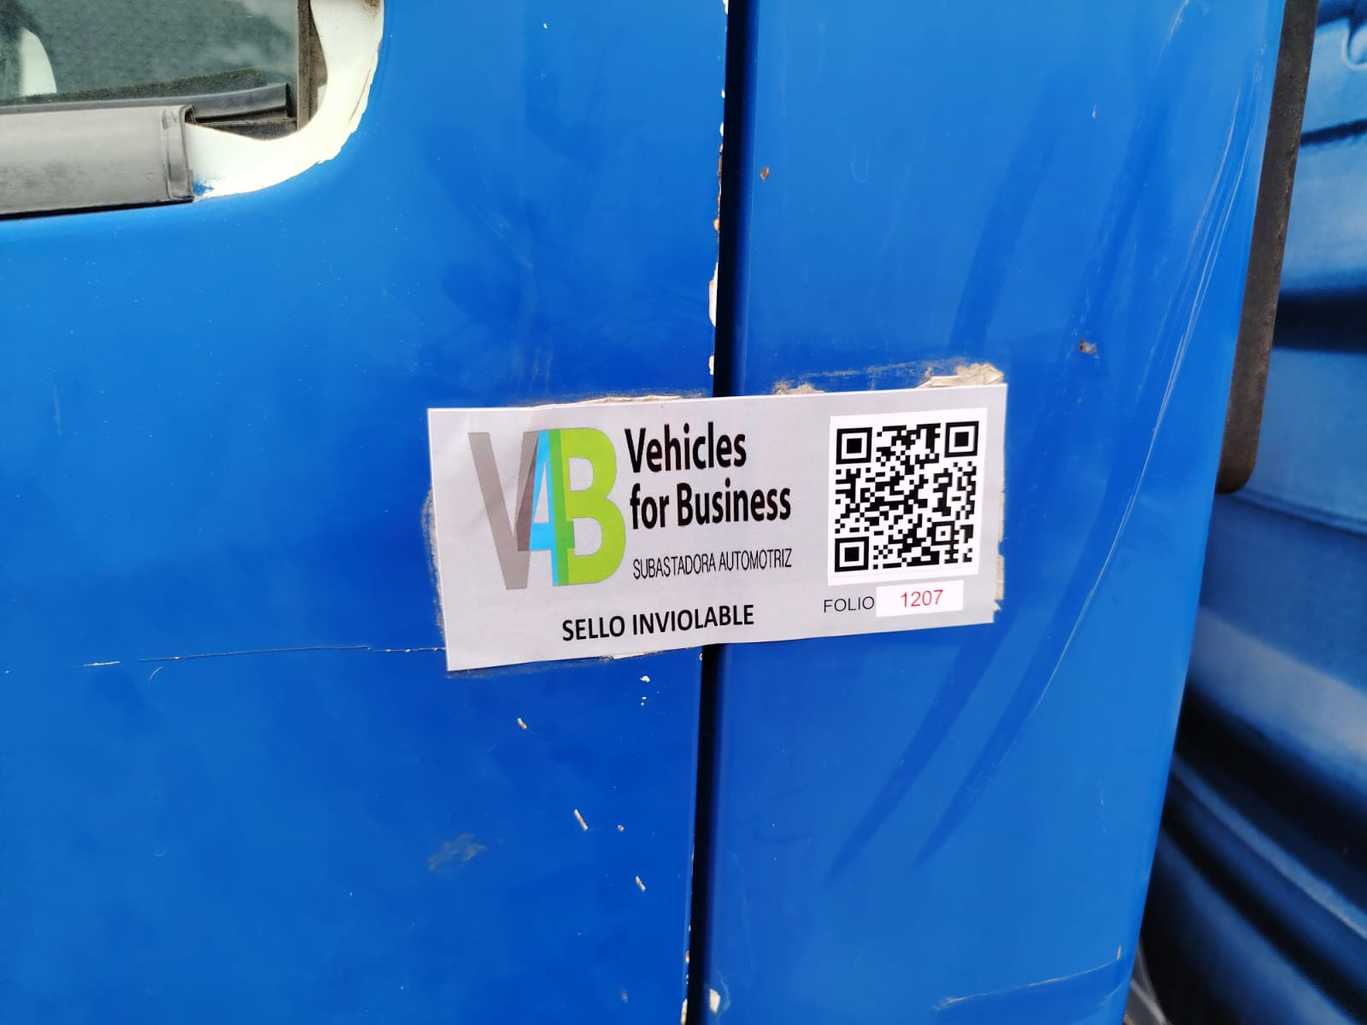 V4B
Vehicles
for Business
SUBASTADORA AUTOMOTRIZ
SELLO INVIOLABLE
FOLIO 1207